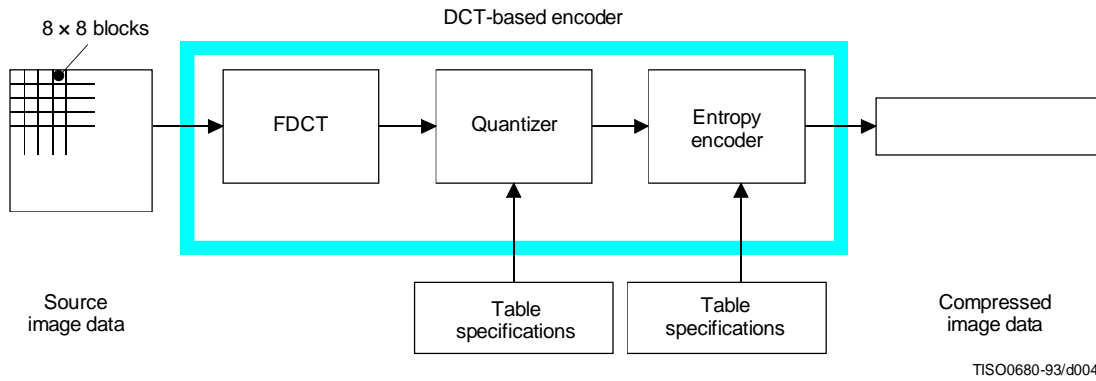 DCT-based encoder
8 × 8 blocks
FDCT
Quantizer
Entropy
encoder
Table
specifications
Table
specifications
Source
image data
Compressed
image data
TISO0680-93/d004